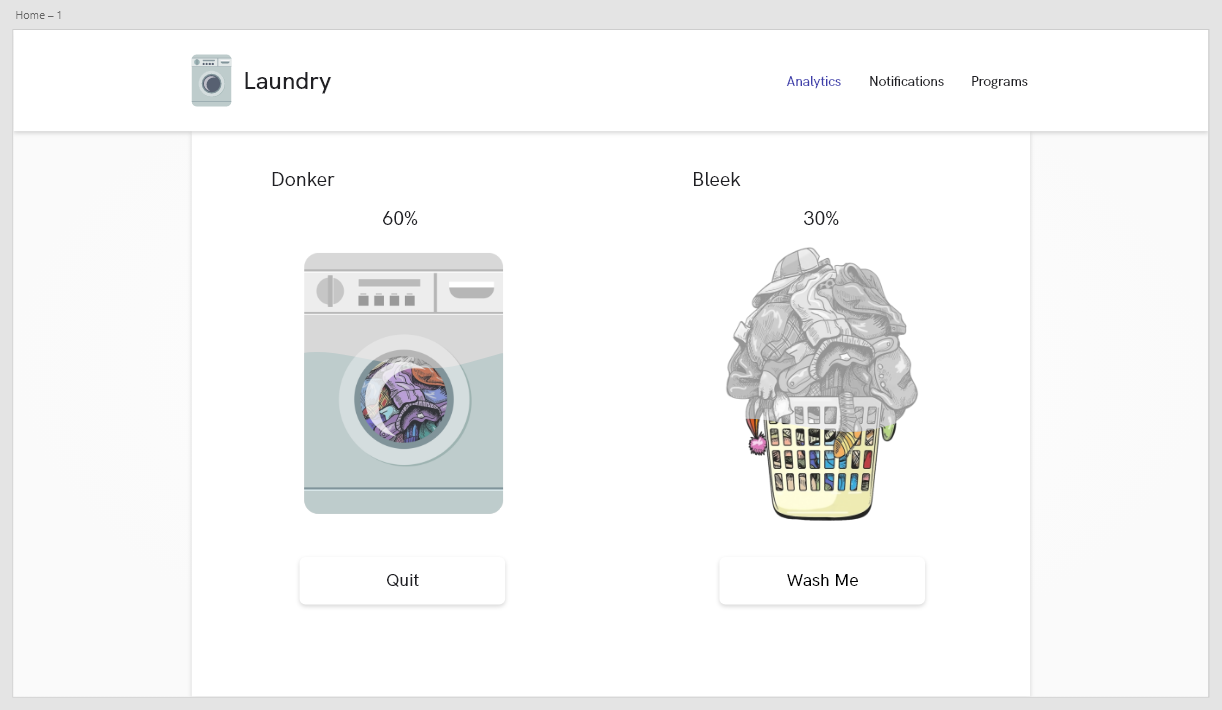 Home – 1
Laundry
Analytics
Notifications
Programs
Donker
Bleek
60%
30%
Quit
Wash Me